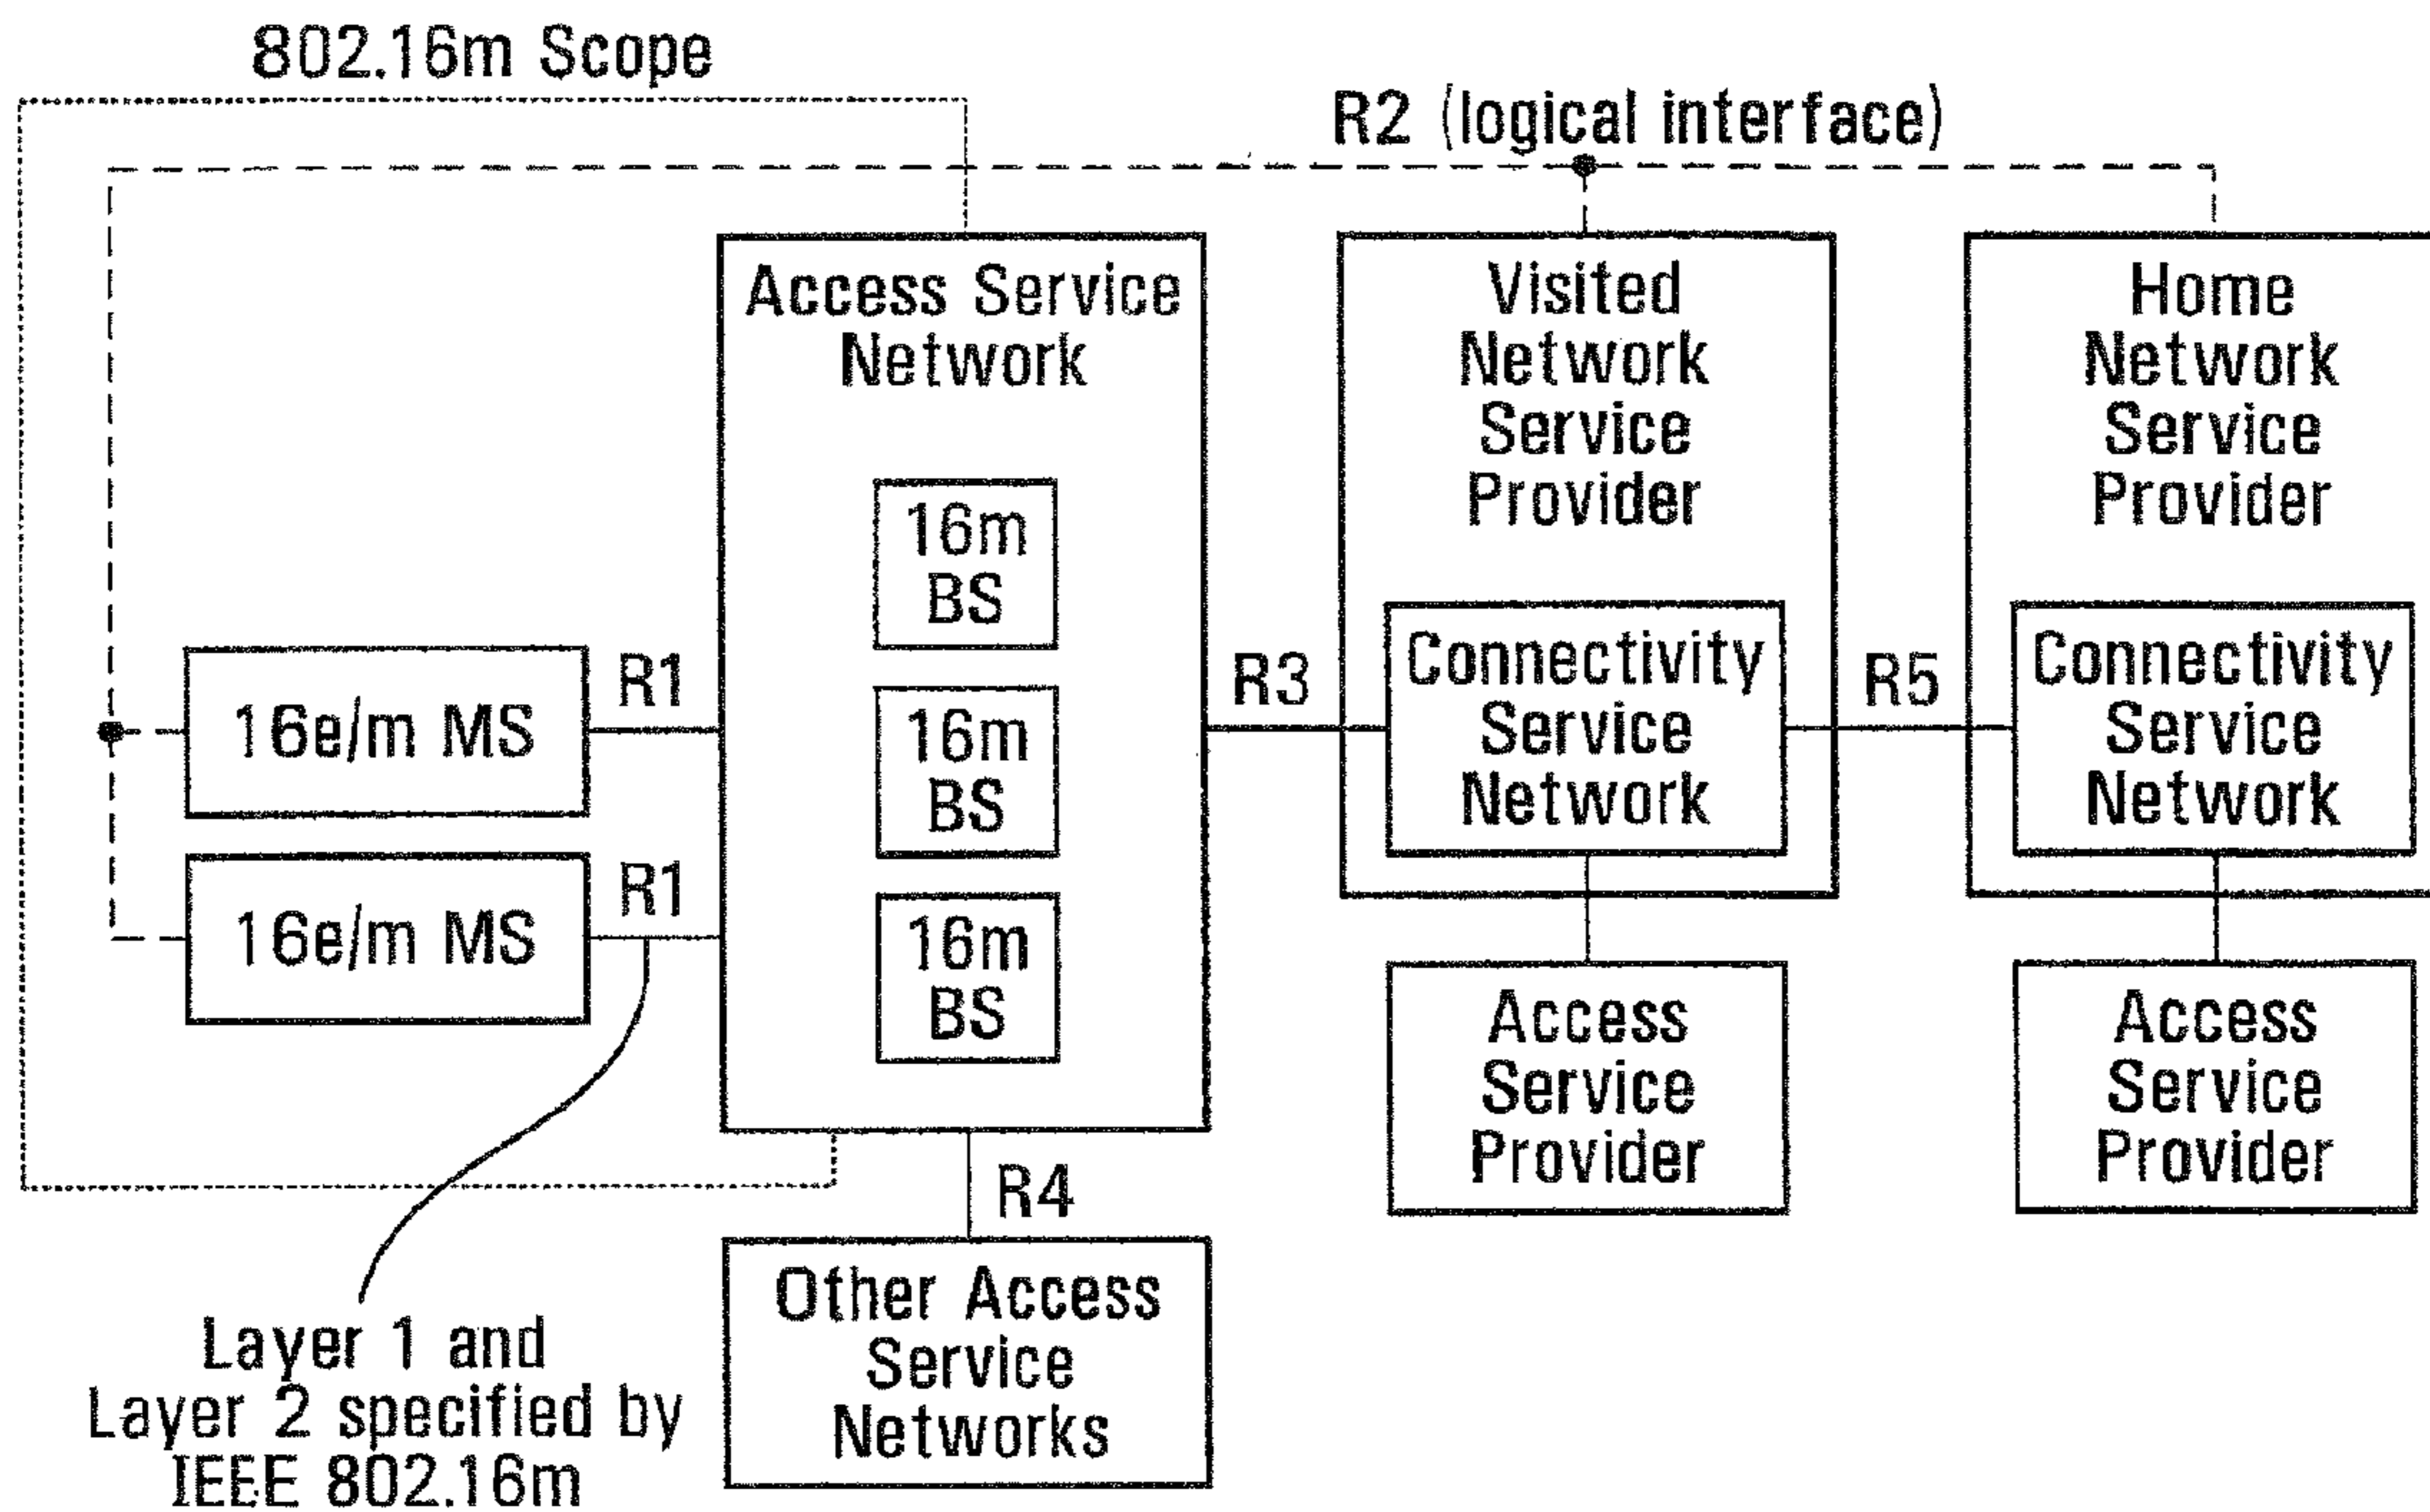 802.16m Scope
R2 (logical interface)
Access Service
Network
16m
BS
16m
BS
16m
BS
Visited
Network
Service
Provider
Home
Network
Service
Provider
16e/m MS
R1
16e/m MS
R1
R3
Connectivity
Service
Network
R5
Connectivity
Service
Network
Access
Service
Provider
Access
Service
Provider
R4
Other Access
Service
Networks
Layer 1 and
Layer 2 specified by
IEEE 802.16m